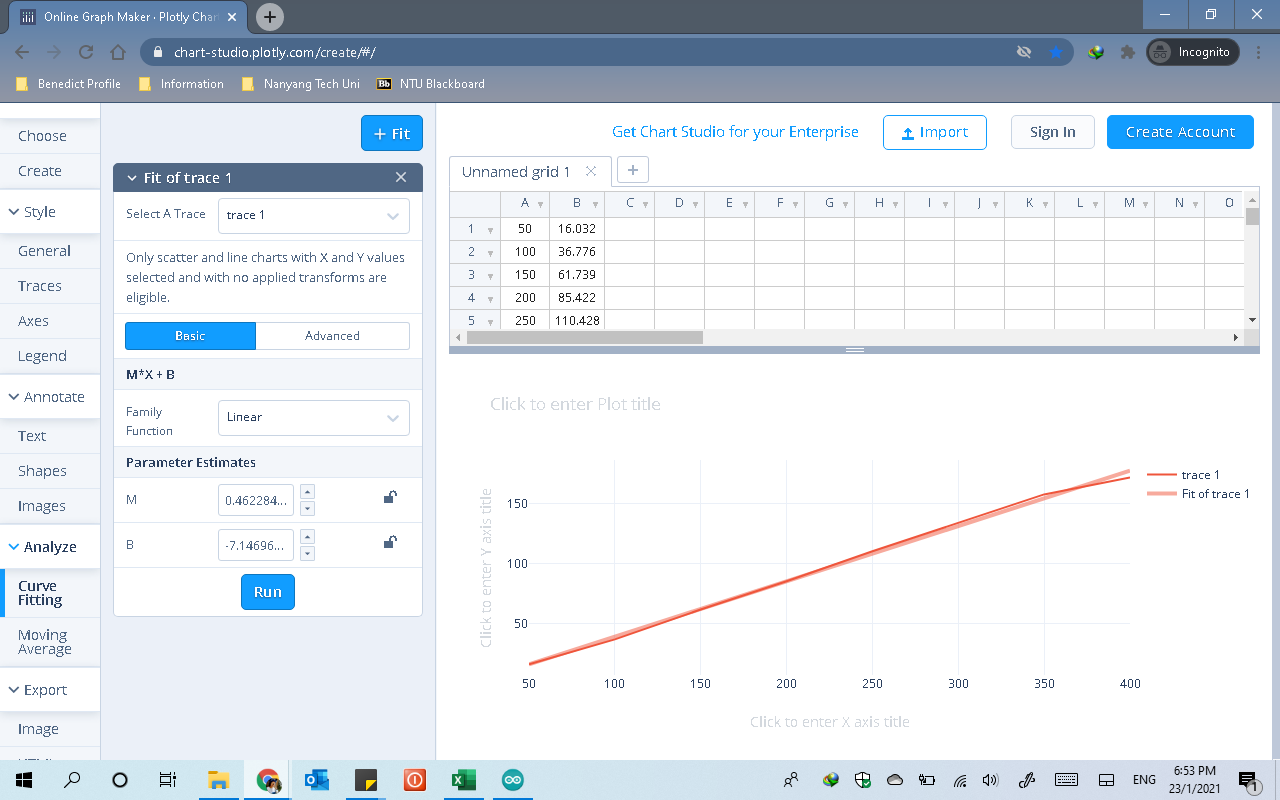 Online Graph Maker · Plotly Char
chart-studio.plotly.com/create/#/
Incognito
Benedict Profile
Information
Nanyang Tech Uni
Bb NTU Blackboard
Choose
Create
Style
General
Traces
Axes
Legend
Annotate
Text
Shapes
Images
Analyze
Curve
Fitting
Moving
Average
Export
Image
+ Fit
Fit of trace 1
Select A Trace
trace 1
Only scatter and line charts with X and Y values
selected and with no applied transforms are
eligible.
Basic Advanced
M*X + B
Family
Function
Linear
Parameter Estimates
M 0.462284...
B -7.14696...
Run
Get Chart Studio for your Enterprise
Import
Sign In
Create Account
Unnamed grid 1
A B C D E F G H I J K L M N O
1 50 16.032
2 100 36.776
3 150 61.739
4 200 85.422
5 250 110.428
Click to enter Plot title
trace 1
Fit of trace 1
150
100
50
Click to enter Y axis title
50 100 150 200 250 300 350 400
Click to enter X axis title
ENG
6:53 PM
23/1/2021
1